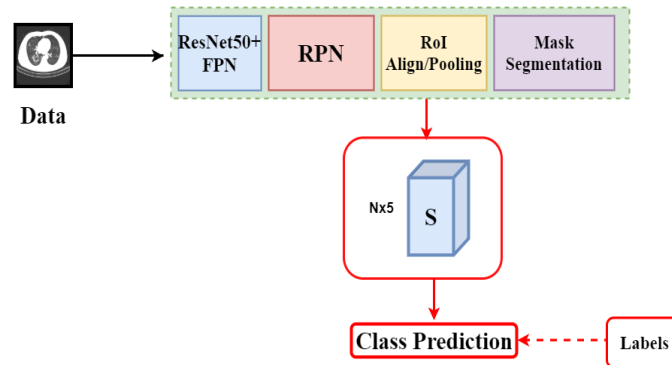 ResNet50+
FPN
RPN
RoI
Align/Pooling
Mask
Segmentation
Data
Nx5
S
Class Prediction
Labels